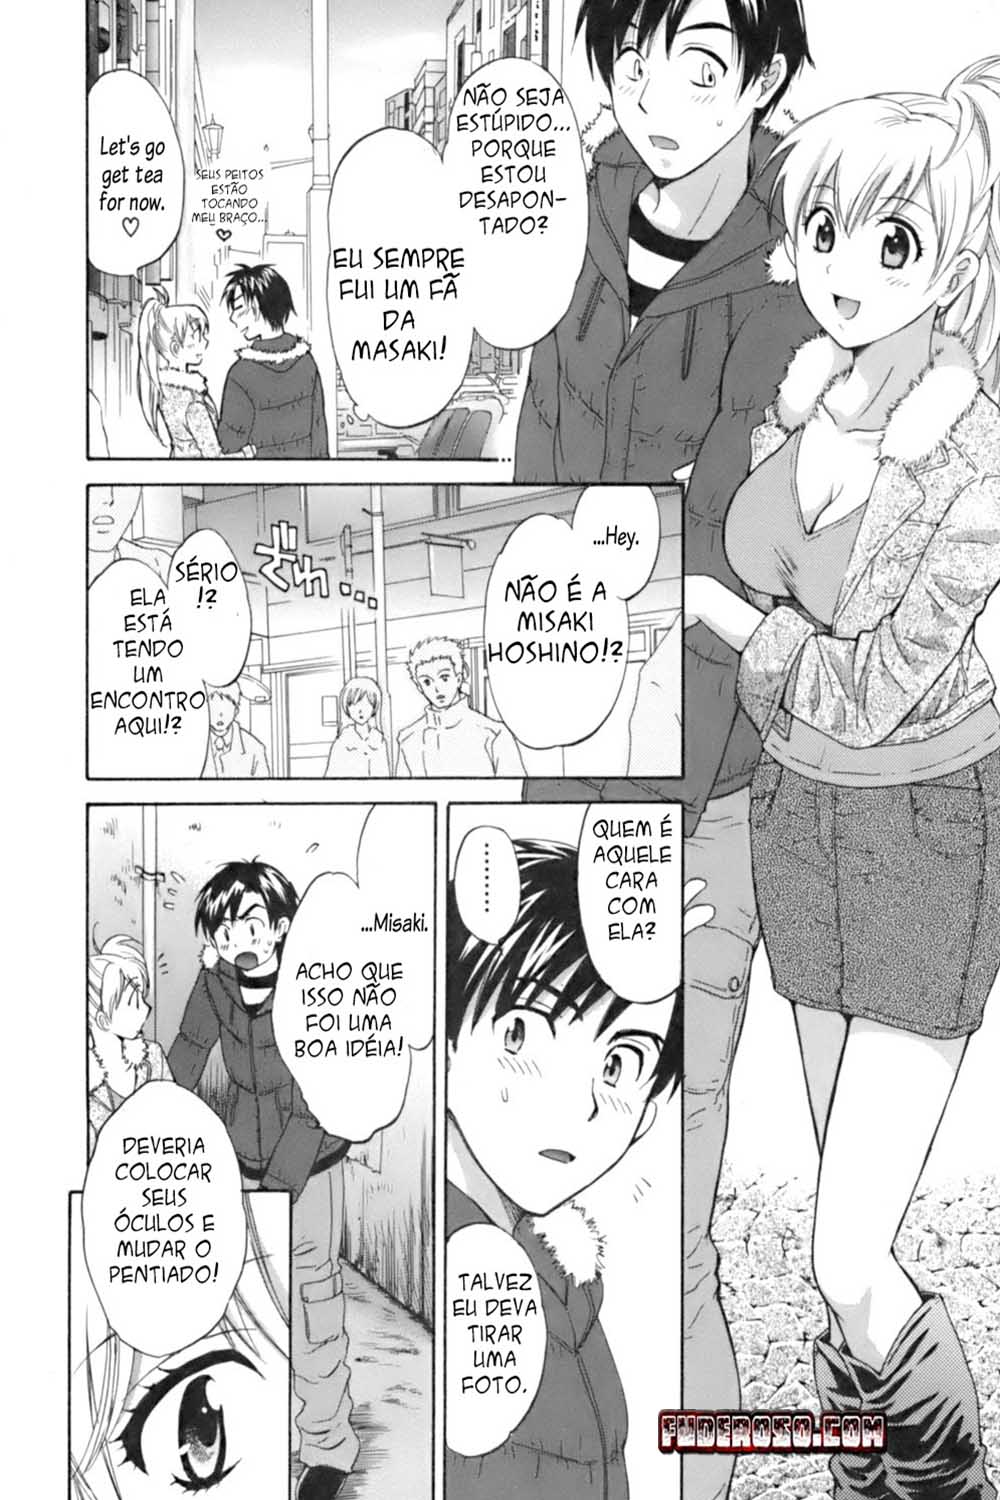 NÃO SEJA
ESTÚPIDO...
PORQUE
ESTOU
DESAPON-
TADO?
EU SEMPRE
FUI UM FÃ
DA
MASAKI!
SEUS PEITOS
ESTÃO
TOCANDO
MEU BRAÇO...
♡
Let's go
get tea
for now.
♡
...Hey.
NÃO É A
MISAKI
HOSHINO!?
ざわ...
SÉRIO
!?
ELA
ESTÁ
TENDO
UM
ENCONTRO
AQUI!?
QUEM É
AQUELE
CARA
COM
ELA?
.........
TALVEZ
EU DEVA
TIRAR
UMA
FOTO.
...Misaki.
ACHO QUE
ISSO NÃO
FOI UMA
BOA IDÉIA!
DEVERIA
COLOCAR
SEUS
ÓCULOS E
MUDAR O
PENTIADO!
FUDEROSO.COM